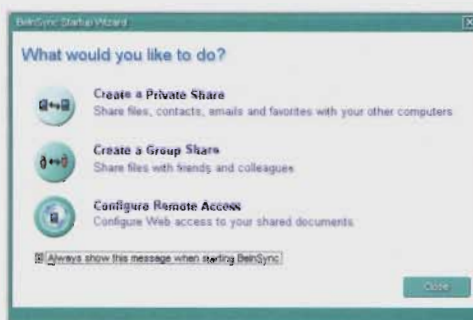 BeInSync Startup Wizard
What would you like to do?
Create a Private Share
Share files, contacts, emails and favorites with your other computers
Create a Group Share
Share files with friends and colleagues
Configure Remote Access
Configure Web access to your shared documents
Always show this message when starting BeInSync
Close